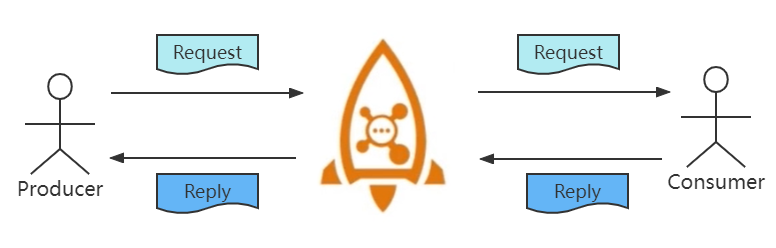 Request
Request
Producer
Reply
Reply
Consumer